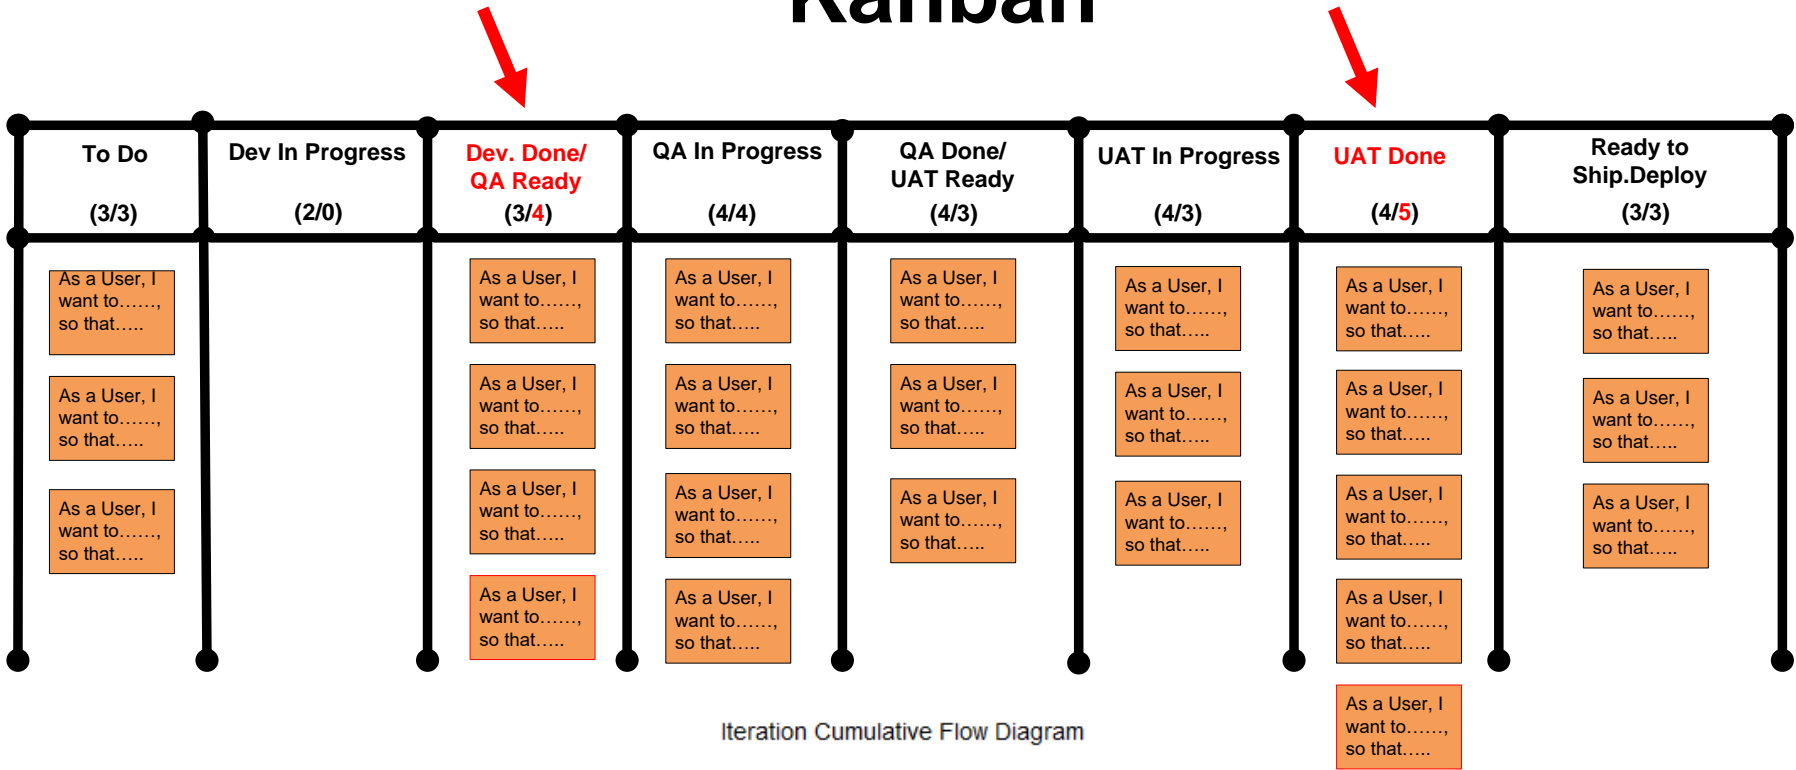 Kanban
To Do
(3/3)
Dev In Progress
(2/0)
Dev. Done/
QA Ready
(3/4)
QA In Progress
(4/4)
QA Done/
UAT Ready
(4/3)
UAT In Progress
(4/3)
UAT Done
(4/5)
Ready to
Ship.Deploy
(3/3)
As a User, I
want to……,
so that…..
As a User, I
want to……,
so that…..
As a User, I
want to……,
so that…..
As a User, I
want to……,
so that…..
As a User, I
want to……,
so that…..
As a User, I
want to……,
so that…..
As a User, I
want to……,
so that…..
As a User, I
want to……,
so that…..
As a User, I
want to……,
so that…..
As a User, I
want to……,
so that…..
As a User, I
want to……,
so that…..
As a User, I
want to……,
so that…..
As a User, I
want to……,
so that…..
As a User, I
want to……,
so that…..
As a User, I
want to……,
so that…..
As a User, I
want to……,
so that…..
As a User, I
want to……,
so that…..
As a User, I
want to……,
so that…..
As a User, I
want to……,
so that…..
As a User, I
want to……,
so that…..
As a User, I
want to……,
so that…..
As a User, I
want to……,
so that…..
As a User, I
want to……,
so that…..
As a User, I
want to……,
so that…..
As a User, I
want to……,
so that…..
Iteration Cumulative Flow Diagram